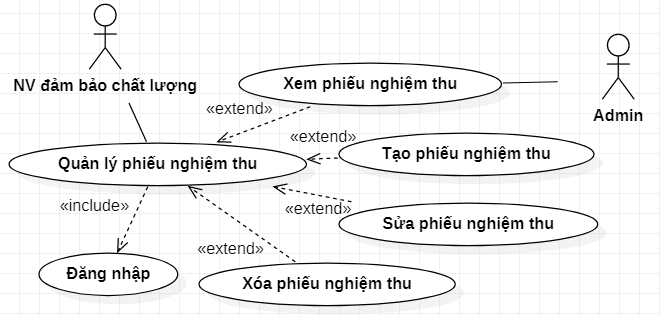 NV đảm bảo chất lượng
Xem phiếu nghiệm thu
Admin
«extend»
«extend»
Tạo phiếu nghiệm thu
Quản lý phiếu nghiệm thu
«include»
«extend»
Sửa phiếu nghiệm thu
«extend»
Đăng nhập
Xóa phiếu nghiệm thu